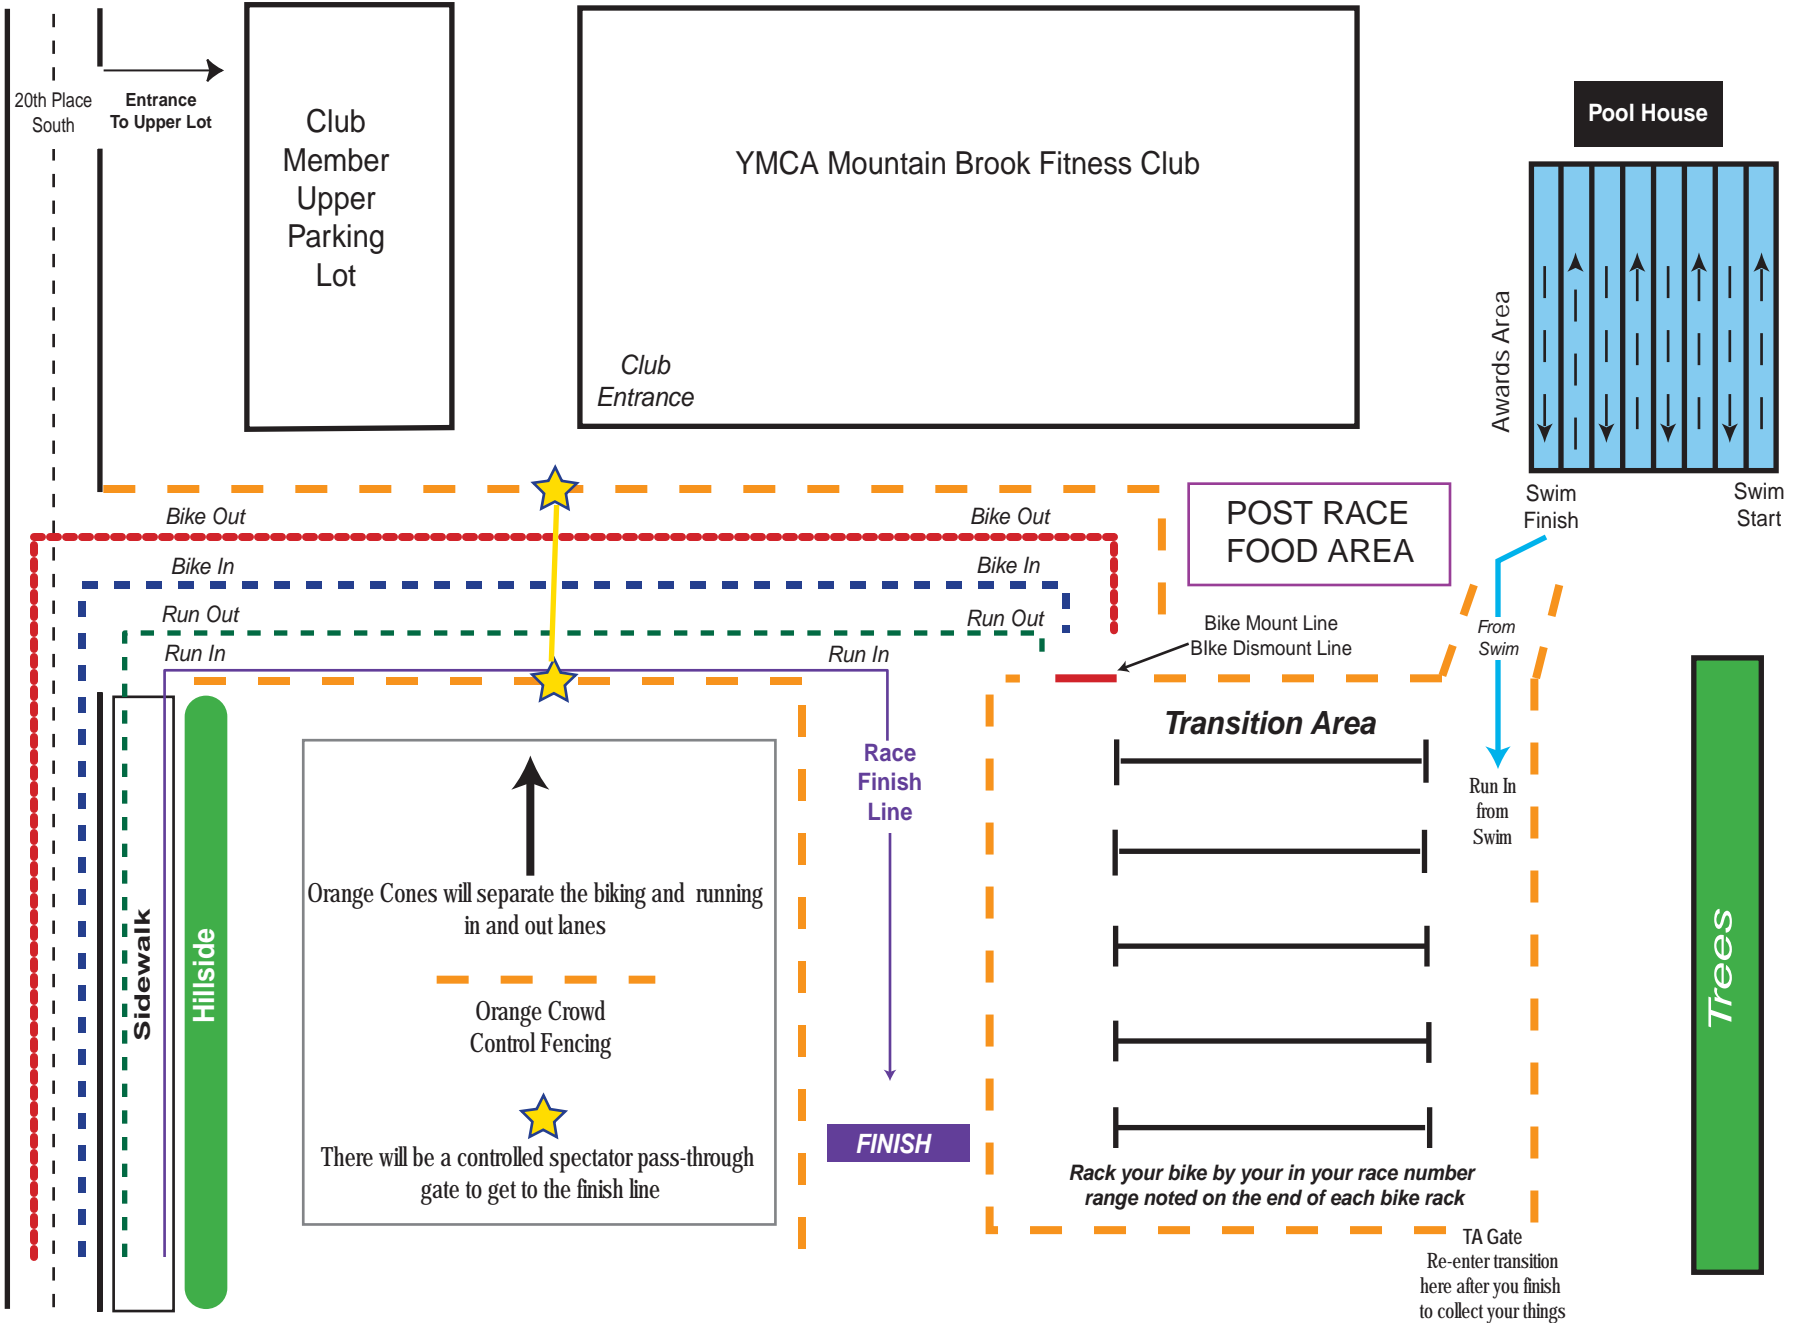 20th Place
South
Entrance
To Upper Lot
Club
Member
Upper
Parking
Lot
YMCA Mountain Brook Fitness Club
Club
Entrance
Pool House
Awards Area
Swim
Finish
Swim
Start
POST RACE
FOOD AREA
Bike Out
Bike Out
Bike In
Bike In
Run Out
Run Out
Run In
Run In
Bike Mount Line
BIke Dismount Line
From
Swim
Transition Area
Race
Finish
Line
Run In
from
Swim
Orange Cones will separate the biking and running
in and out lanes
Orange Crowd
Control Fencing
There will be a controlled spectator pass-through
gate to get to the finish line
Sidewalk
Hillside
FINISH
Trees
Rack your bike by your in your race number
range noted on the end of each bike rack
TA Gate
Re-enter transition
here after you finish
to collect your things